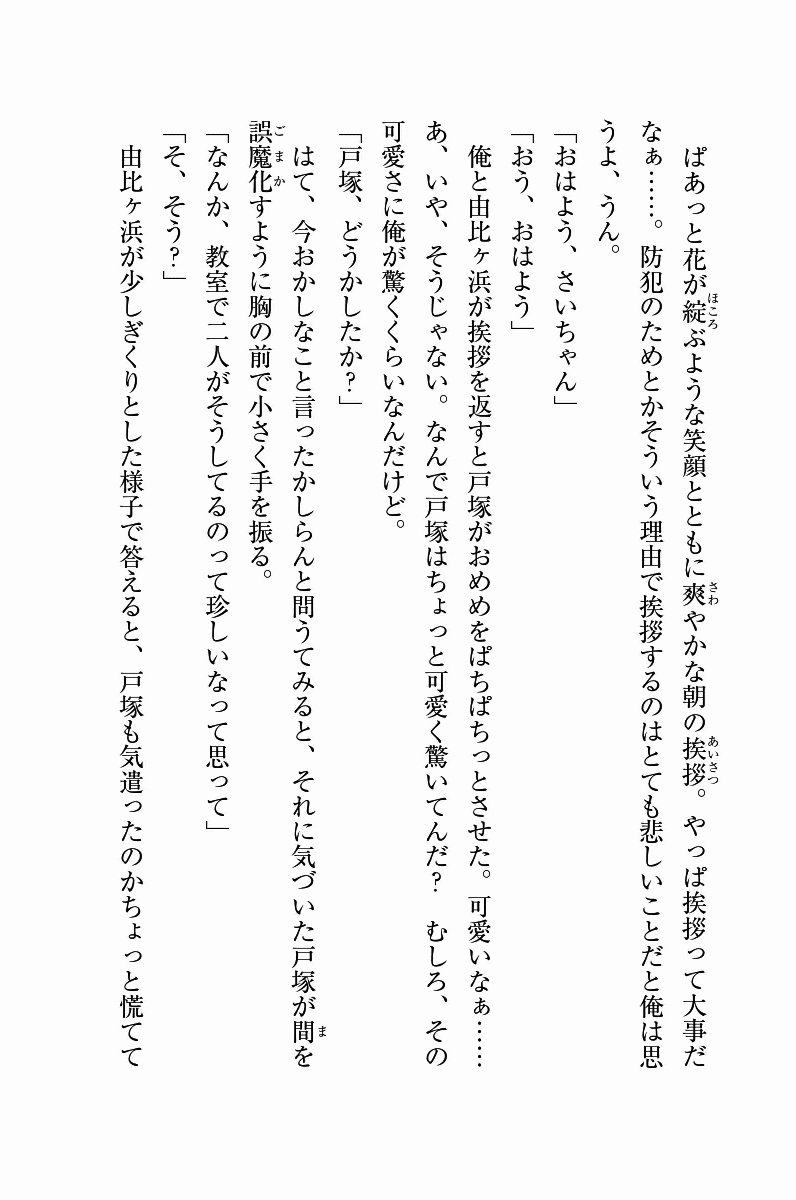 ぱあっと花が綻ぶような笑顔とともに爽やかな朝の挨拶。やっぱ挨拶って大事だ
なぁ……。防犯のためとかそういう理由で挨拶するのはとても悲しいことだと俺は思
うよ、うん。
「おはよう、さいちゃん」
「おう、おはよう」
　俺と由比ヶ浜が挨拶を返すと戸塚がおめめをぱちぱちっとさせた。可愛いなぁ……
あ、いや、そうじゃない。なんで戸塚はちょっと可愛く驚いてんだ？　むしろ、その
可愛さに俺が驚くくらいなんだけど。
「戸塚、どうかしたか？」
　はて、今おかしなこと言ったかしらんと問うてみると、それに気づいた戸塚が間を
誤魔化すように胸の前で小さく手を振る。
「なんか、教室で二人がそうしてるのって珍しいなって思って」
「そ、そう？」
　由比ヶ浜が少しぎくりとした様子で答えると、戸塚も気遣ったのかちょっと慌てて